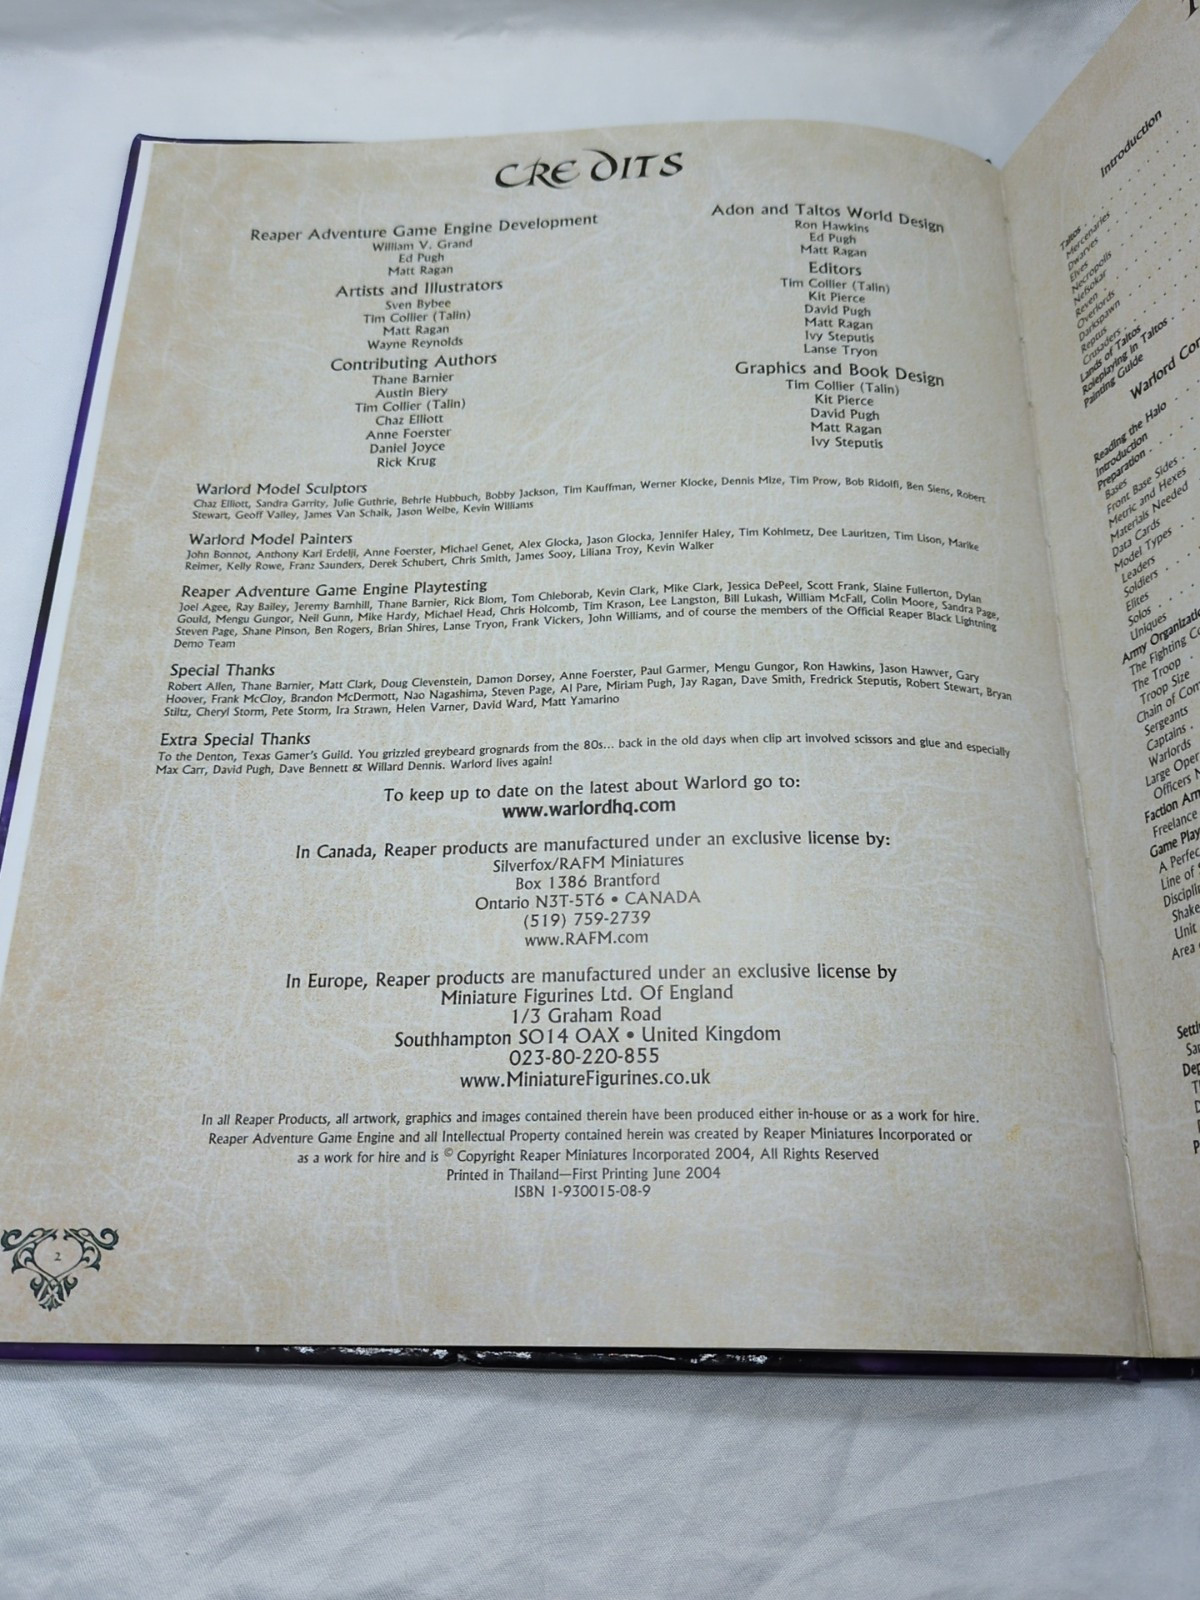 CREDITS
Reaper Adventure Game Engine Development
William V. Grand
Ed Pugh
Matt Ragan
Artists and Illustrators
Sven Bybee
Tim Collier (Talin)
Matt Ragan
Wayne Reynolds
Contributing Authors
Thane Barnier
Austin Biery
Tim Collier (Talin)
Chaz Elliott
Anne Foerster
Daniel Joyce
Rick Krug
Adon and Taltos World Design
Ron Hawkins
Ed Pugh
Matt Ragan
Editors
Tim Collier (Talin)
Kit Pierce
David Pugh
Matt Ragan
Ivy Steputis
Lanse Tryon
Graphics and Book Design
Tim Collier (Talin)
Kit Pierce
David Pugh
Matt Ragan
Ivy Steputis
Warlord Model Sculptors
Chaz Elliott, Sandra Garrity, Julie Guthrie, Behrle Hubbuch, Bobby Jackson, Tim Kauffman, Werner Klocke, Dennis Mize, Tim Prow, Bob Ridolfi, Ben Siens, Robert
Stewart, Geoff Valley, James Van Schaik, Jason Weibe, Kevin Williams
Warlord Model Painters
John Bonnot, Anthony Karl Erdelji, Anne Foerster, Michael Genet, Alex Glocka, Jason Glocka, Jennifer Haley, Tim Kohlmetz, Dee Lauritzen, Tim Lison, Marike
Reimer, Kelly Rowe, Franz Saunders, Derek Schubert, Chris Smith, James Sooy, Liliana Troy, Kevin Walker
Reaper Adventure Game Engine Playtesting
Joel Agee, Ray Bailey, Jeremy Barnhill, Thane Barnier, Rick Blom, Tom Chleborab, Kevin Clark, Mike Clark, Jessica DePeel, Scott Frank, Slaine Fullerton, Dylan
Gould, Mengu Gungor, Neil Gunn, Mike Hardy, Michael Head, Chris Holcomb, Tim Krason, Lee Langston, Bill Lukash, William McFall, Colin Moore, Sandra Page,
Steven Page, Shane Pinson, Ben Rogers, Brian Shires, Lanse Tryon, Frank Vickers, John Williams, and of course the members of the Official Reaper Black Lightning
Demo Team
Special Thanks
Robert Allen, Thane Barnier, Matt Clark, Doug Clevenstein, Damon Dorsey, Anne Foerster, Paul Garmer, Mengu Gungor, Ron Hawkins, Jason Hawver, Gary
Hoover, Frank McCloy, Brandon McDermott, Nao Nagashima, Steven Page, Al Pare, Miriam Pugh, Jay Ragan, Dave Smith, Fredrick Steputis, Robert Stewart, Bryan
Stiltz, Cheryl Storm, Pete Storm, Ira Strawn, Helen Varner, David Ward, Matt Yamarino
Extra Special Thanks
To the Denton, Texas Gamer's Guild. You grizzled greybeard grognards from the 80s... back in the old days when clip art involved scissors and glue and especially
Max Carr, David Pugh, Dave Bennett & Willard Dennis. Warlord lives again!
To keep up to date on the latest about Warlord go to:
www.warlordhq.com
In Canada, Reaper products are manufactured under an exclusive license by:
Silverfox/RAFM Miniatures
Box 1386 Brantford
Ontario N3T-5T6 • CANADA
(519) 759-2739
www.RAFM.com
In Europe, Reaper products are manufactured under an exclusive license by
Miniature Figurines Ltd. Of England
1/3 Graham Road
Southhampton SO14 OAX • United Kingdom
023-80-220-855
www.MiniatureFigurines.co.uk
In all Reaper Products, all artwork, graphics and images contained therein have been produced either in-house or as a work for hire.
Reaper Adventure Game Engine and all Intellectual Property contained herein was created by Reaper Miniatures Incorporated or
as a work for hire and is © Copyright Reaper Miniatures Incorporated 2004, All Rights Reserved
Printed in Thailand—First Printing June 2004
ISBN 1-930015-08-9
2
Introduction
Taltos
Mercenaries
Dwarves
Elves
Necropolis
Nefsokar
Reven
Overlords
Darkspawn
Reptus
Crusaders
Lands of Taltos
Roleplaying in Taltos
Painting Guide
Warlord
Reading the Halo
Introduction
Preparation
Bases
Front Base Sides
Metric and Hexes
Materials Needed
Data Cards
Model Types
Leaders
Soldiers
Elites
Solos
Uniques
Army
The Fighting
The Troop
Troop Size
Chain of
Sergeants
Captains
Warlords
Large
Officers
Faction
Freelance
Game
A
Line of
Shake
Unit
Area